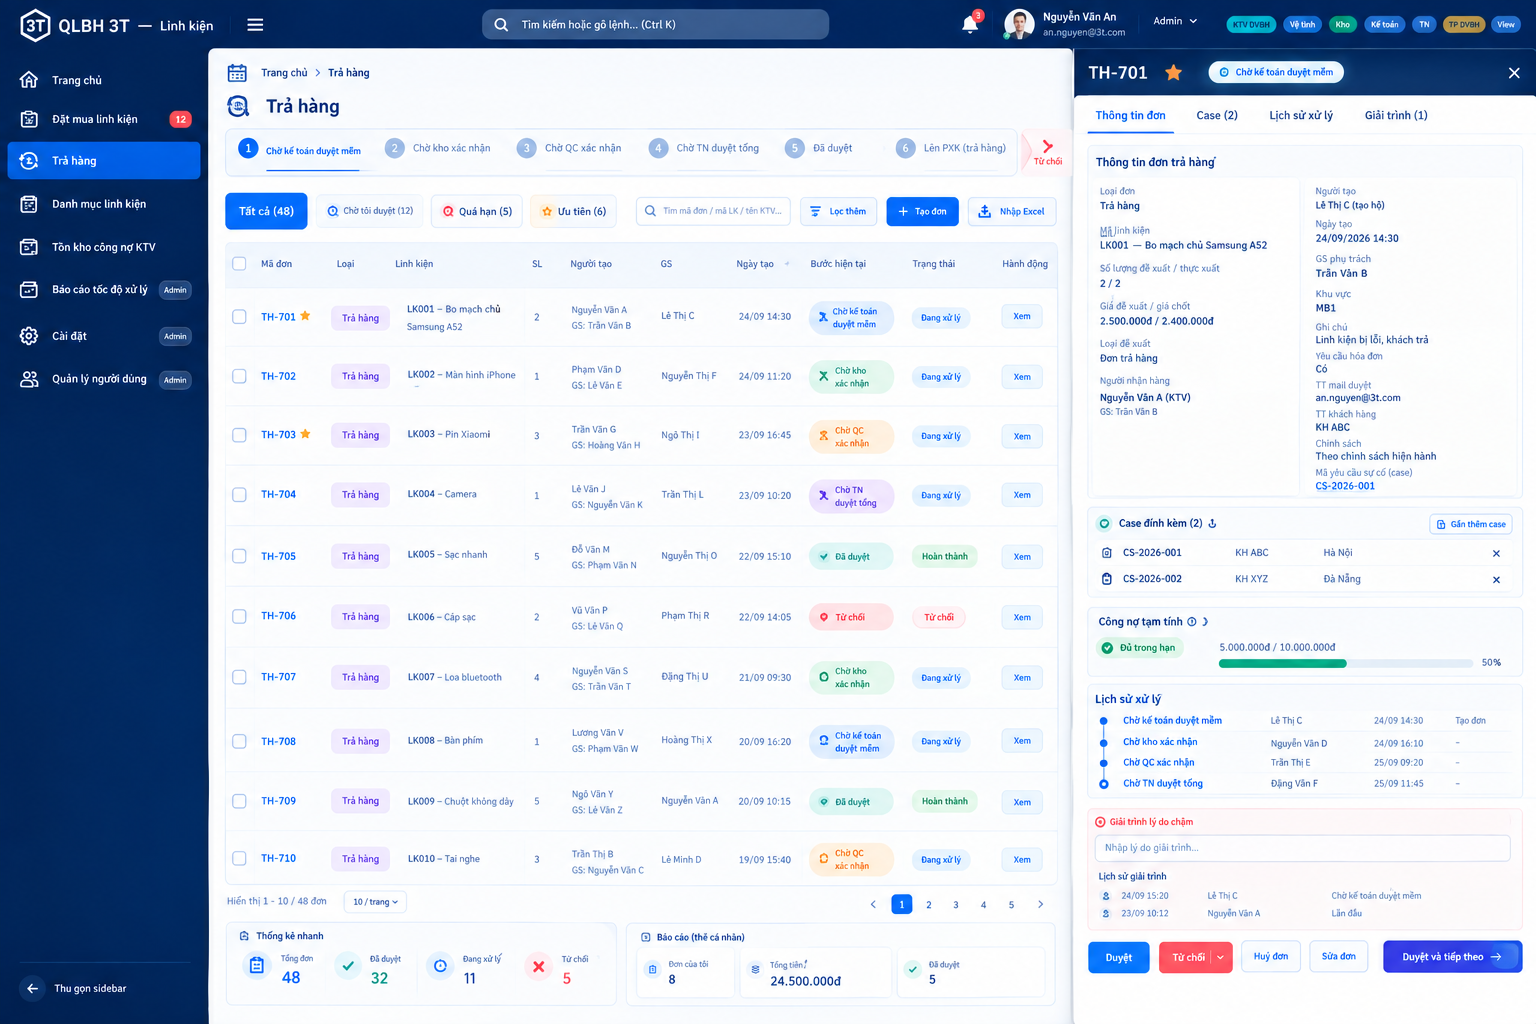 3T QLBH 3T — Linh kiện
Tìm kiếm hoặc gõ lệnh... (Ctrl K)
3
Nguyễn Văn An
an.nguyen@3t.com
Admin
KTV DVBH
Vệ tinh
Kho
Kế toán
TN
TP DVBH
View
Trang chủ
Đặt mua linh kiện 12
Trả hàng
Danh mục linh kiện
Tồn kho công nợ KTV
Báo cáo tốc độ xử lý Admin
Cài đặt Admin
Quản lý người dùng Admin
Thu gọn sidebar
Trang chủ > Trả hàng
Trả hàng
1 Chờ kế toán duyệt mềm
2 Chờ kho xác nhận
3 Chờ QC xác nhận
4 Chờ TN duyệt tổng
5 Đã duyệt
6 Lên PXK (trả hàng)
Từ chối
Tất cả (48)
Chờ tôi duyệt (12)
Quá hạn (5)
Ưu tiên (6)
Tìm mã đơn / mã LK / tên KTV...
Lọc thêm
+ Tạo đơn
Nhập Excel
Mã đơn Loại Linh kiện SL Người tạo GS Ngày tạo Bước hiện tại Trạng thái Hành động
TH-701 Trả hàng LK001 – Bo mạch chủ Samsung A52 2 Nguyễn Văn A GS: Trần Văn B Lê Thị C 24/09 14:30 Chờ kế toán duyệt mềm Đang xử lý Xem
TH-702 Trả hàng LK002 – Màn hình iPhone 1 Phạm Văn D GS: Lê Văn E Nguyễn Thị F 24/09 11:20 Chờ kho xác nhận Đang xử lý Xem
TH-703 Trả hàng LK003 – Pin Xiaomi 3 Trần Văn G GS: Hoàng Văn H Ngô Thị I 23/09 16:45 Chờ QC xác nhận Đang xử lý Xem
TH-704 Trả hàng LK004 – Camera 1 Lê Văn J GS: Nguyễn Văn K Trần Thị L 23/09 10:20 Chờ TN duyệt tổng Đang xử lý Xem
TH-705 Trả hàng LK005 – Sạc nhanh 5 Đỗ Văn M GS: Phạm Văn N Nguyễn Thị O 22/09 15:10 Đã duyệt Hoàn thành Xem
TH-706 Trả hàng LK006 – Cáp sạc 2 Vũ Văn P GS: Lê Văn Q Phạm Thị R 22/09 14:05 Từ chối Từ chối Xem
TH-707 Trả hàng LK007 – Loa bluetooth 4 Nguyễn Văn S GS: Trần Văn T Đặng Thị U 21/09 09:30 Chờ kho xác nhận Đang xử lý Xem
TH-708 Trả hàng LK008 – Bàn phím 1 Lương Văn V GS: Phạm Văn W Hoàng Thị X 20/09 16:20 Chờ kế toán duyệt mềm Đang xử lý Xem
TH-709 Trả hàng LK009 – Chuột không dây 5 Ngô Văn Y GS: Lê Văn Z Nguyễn Văn A 20/09 10:15 Đã duyệt Hoàn thành Xem
TH-710 Trả hàng LK010 – Tai nghe 3 Trần Thị B GS: Nguyễn Văn C Lê Minh D 19/09 15:40 Chờ QC xác nhận Đang xử lý Xem
Hiển thị 1 - 10 / 48 đơn
10 / trang
1 2 3 4 5
Thống kê nhanh
Tổng đơn 48
Đã duyệt 32
Đang xử lý 11
Từ chối 5
Báo cáo (thẻ cá nhân)
Đơn của tôi 8
Tổng tiền 24.500.000đ
Đã duyệt 5
TH-701
Chờ kế toán duyệt mềm
Thông tin đơn
Case (2)
Lịch sử xử lý
Giải trình (1)
Thông tin đơn trả hàng
Loại đơn
Trả hàng
Mã linh kiện
LK001 — Bo mạch chủ Samsung A52
Số lượng đề xuất / thực xuất
2 / 2
Giá đề xuất / giá chốt
2.500.000đ / 2.400.000đ
Loại đề xuất
Đơn trả hàng
Người nhận hàng
Nguyễn Văn A (KTV)
GS: Trần Văn B
Người tạo
Lê Thị C (tạo hộ)
Ngày tạo
24/09/2026 14:30
GS phụ trách
Trần Văn B
Khu vực
MB1
Ghi chú
Linh kiện bị lỗi, khách trả
Yêu cầu hóa đơn
Có
TT mail duyệt
an.nguyen@3t.com
TT khách hàng
KH ABC
Chính sách
Theo chính sách hiện hành
Mã yêu cầu sự cố (case)
CS-2026-001
Case đính kèm (2)
Gắn thêm case
CS-2026-001 KH ABC Hà Nội
CS-2026-002 KH XYZ Đà Nẵng
Công nợ tạm tính
Đủ trong hạn
5.000.000đ / 10.000.000đ
50%
Lịch sử xử lý
Chờ kế toán duyệt mềm Lê Thị C 24/09 14:30 Tạo đơn
Chờ kho xác nhận Nguyễn Văn D 24/09 16:10 –
Chờ QC xác nhận Trần Thị E 25/09 09:20 –
Chờ TN duyệt tổng Đặng Văn F 25/09 11:45 –
Giải trình lý do chậm
Nhập lý do giải trình...
Lịch sử giải trình
24/09 15:20 Lê Thị C Chờ kế toán duyệt mềm
23/09 10:12 Nguyễn Văn A Lần đầu
Duyệt
Từ chối
Huỷ đơn
Sửa đơn
Duyệt và tiếp theo →